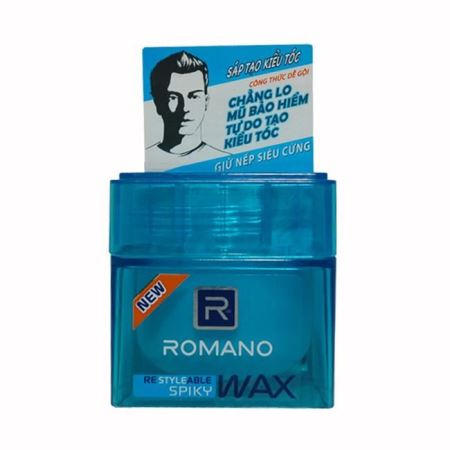 SÁP TẠO KIỂU TÓC
CÔNG THỨC DỄ GỘI
CHẲNG LO
MŨ BẢO HIỂM
TỰ DO TẠO
KIỂU TÓC
GIỮ NẾP SIÊU CỨNG
NEW
R
ROMANO
RESTYLEABLE
SPIKY WAX